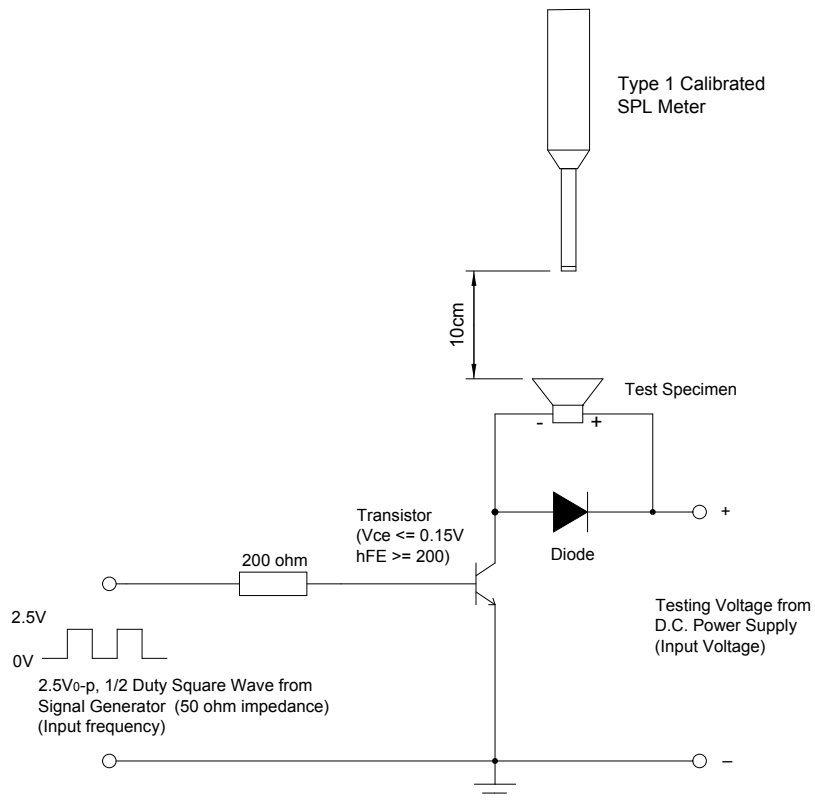 Type 1 Calibrated
SPL Meter
10cm
Test Specimen
- +
Transistor
(Vce <= 0.15V
hFE >= 200)
+
Diode
200 ohm
Testing Voltage from
D.C. Power Supply
(Input Voltage)
2.5V
0V
2.5V0-p, 1/2 Duty Square Wave from
Signal Generator (50 ohm impedance)
(Input frequency)
–